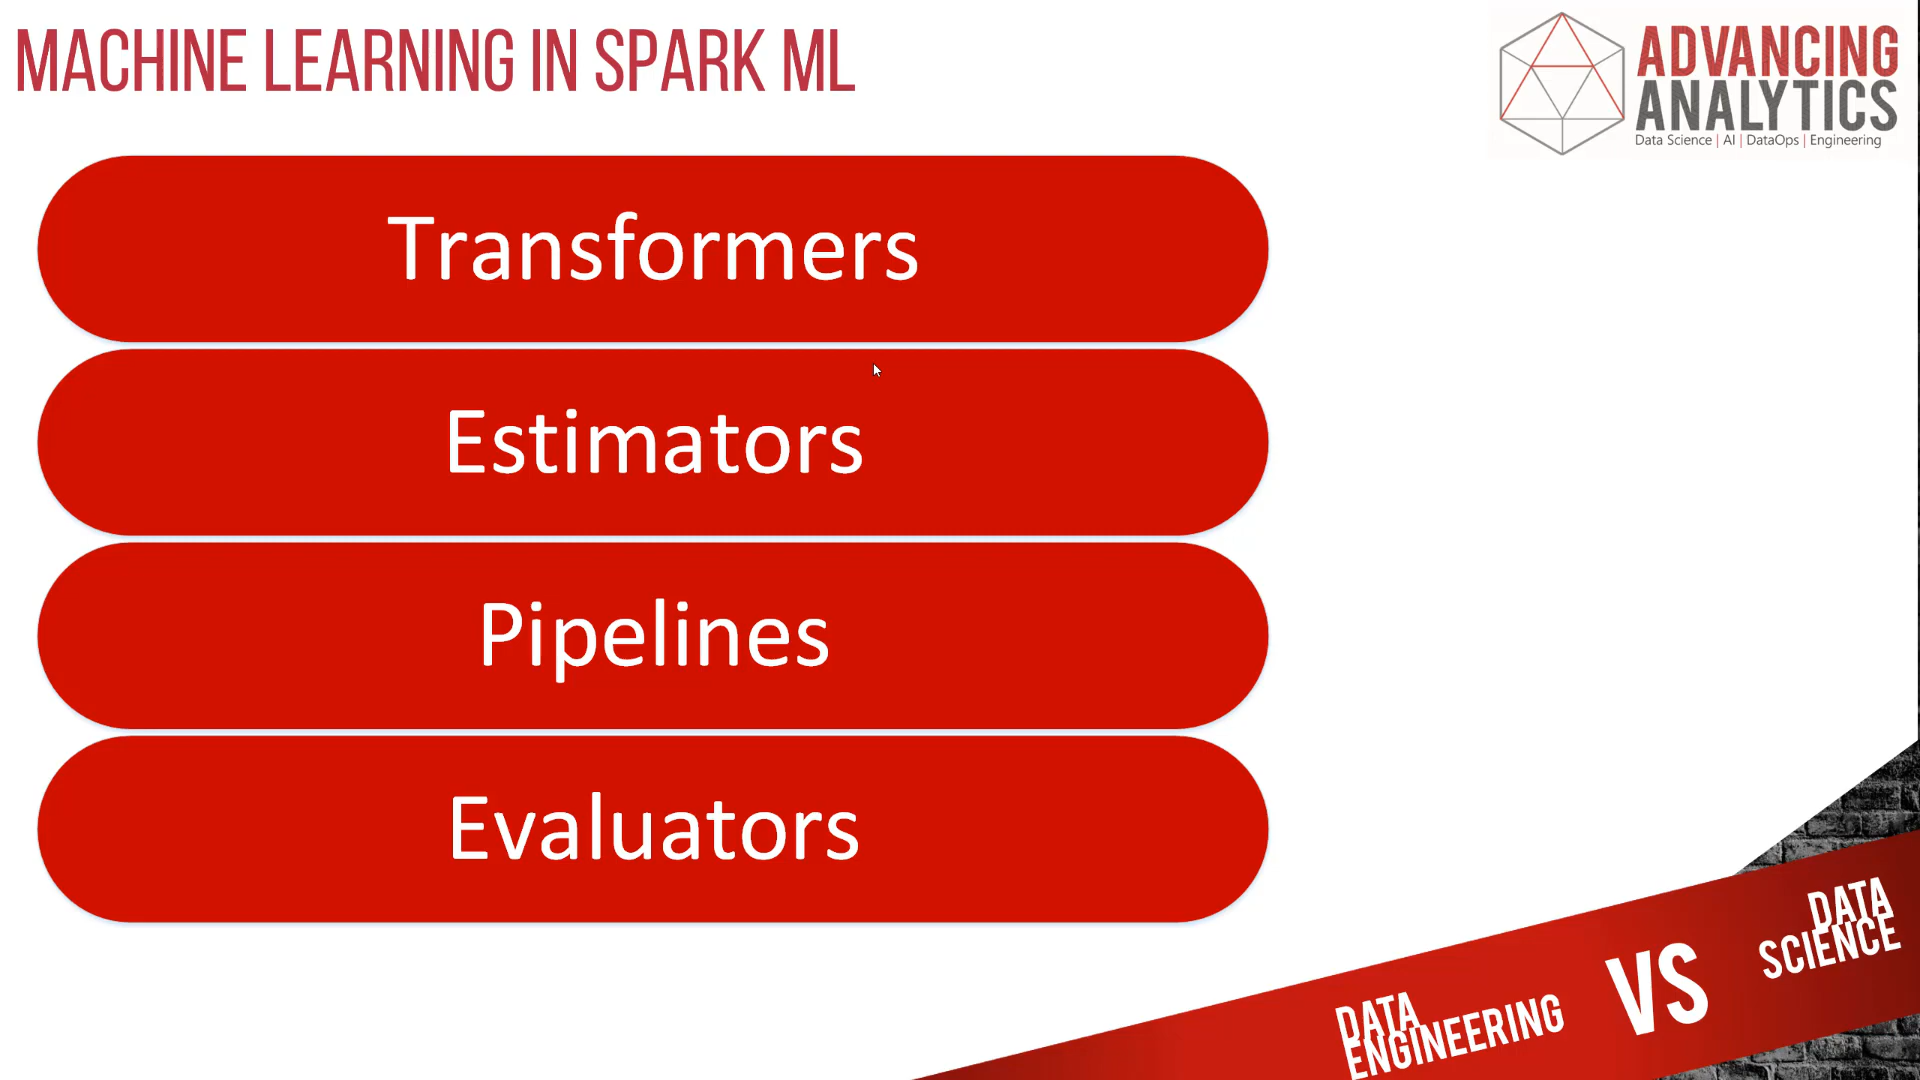 MACHINE LEARNING IN SPARK ML
ADVANCING
ANALYTICS
Data Science | AI | DataOps | Engineering
Transformers
Estimators
Pipelines
Evaluators
DATA
ENGINEERING
VS
DATA
SCIENCE